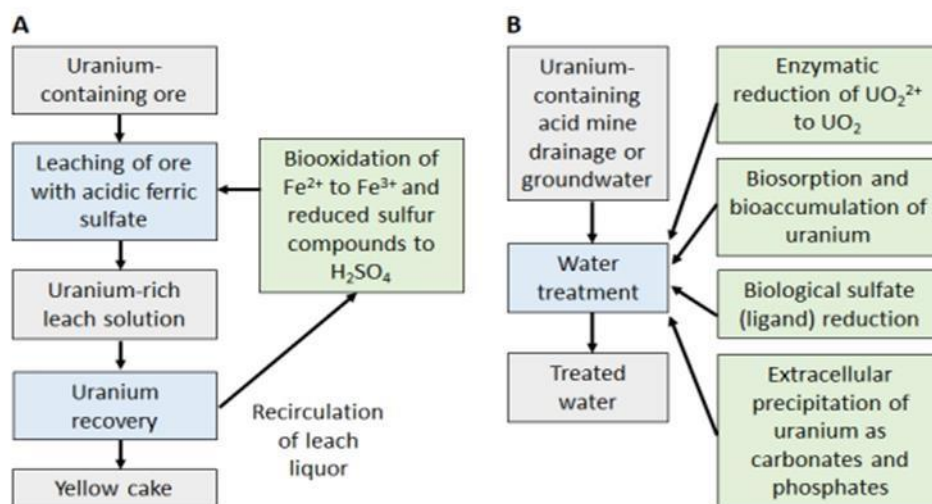 A
Uranium-
containing ore
Leaching of ore
with acidic ferric
sulfate
Uranium-rich
leach solution
Uranium
recovery
Yellow cake
Biooxidation of
Fe²⁺ to Fe³⁺ and
reduced sulfur
compounds to
H₂SO₄
Recirculation
of leach
liquor
B
Uranium-
containing
acid mine
drainage or
groundwater
Water
treatment
Treated
water
Enzymatic
reduction of UO₂²⁺
to UO₂
Biosorption and
bioaccumulation of
uranium
Biological sulfate
(ligand) reduction
Extracellular
precipitation of
uranium as
carbonates and
phosphates